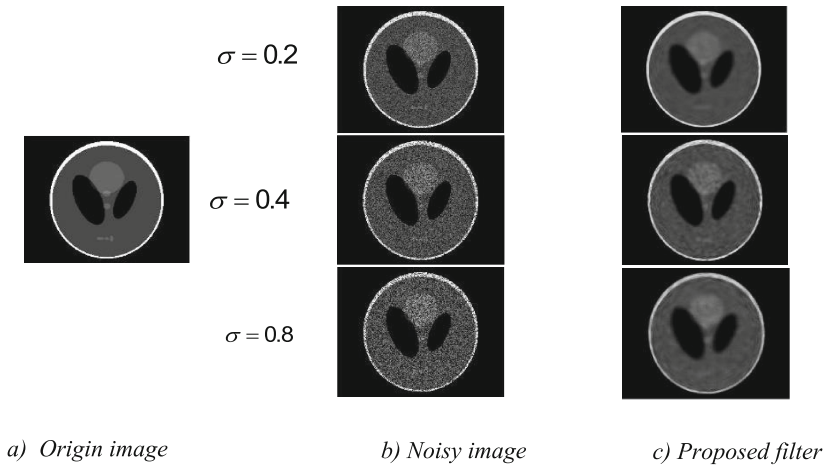 σ = 0.2
σ = 0.4
σ = 0.8
a) Origin image
b) Noisy image
c) Proposed filter